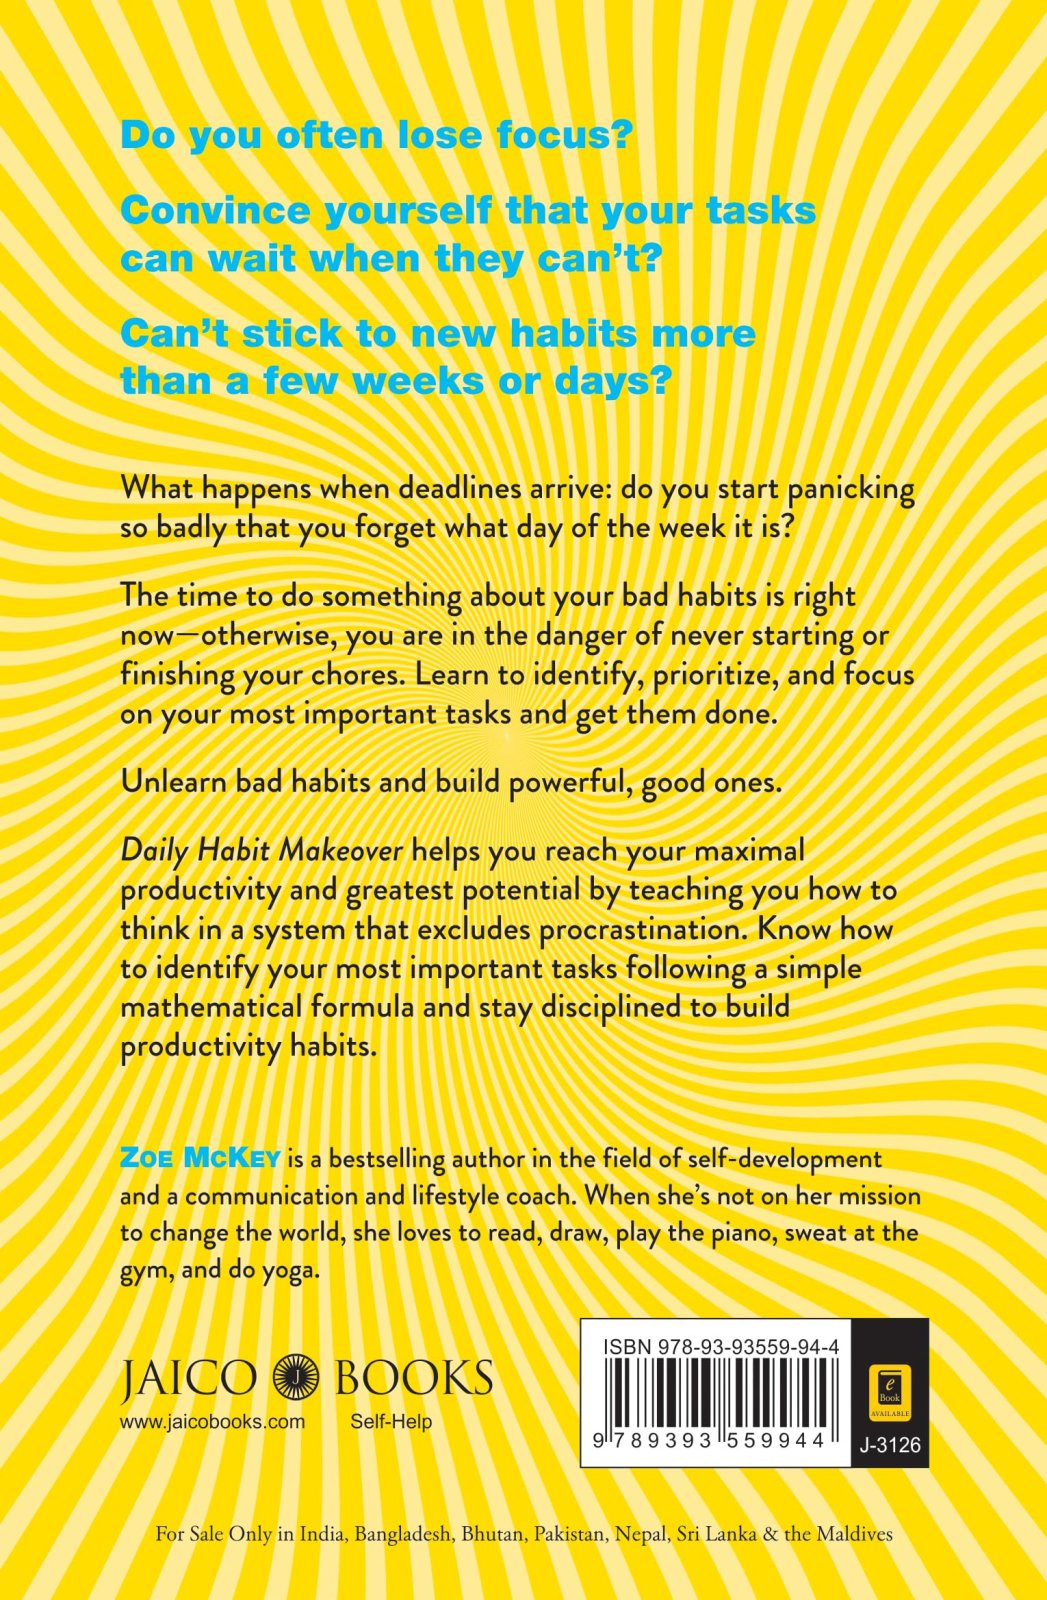 Do you often lose focus?
Convince yourself that your tasks
can wait when they can't?
Can't stick to new habits more
than a few weeks or days?
What happens when deadlines arrive: do you start panicking
so badly that you forget what day of the week it is?
The time to do something about your bad habits is right
now—otherwise, you are in the danger of never starting or
finishing your chores. Learn to identify, prioritize, and focus
on your most important tasks and get them done.
Unlearn bad habits and build powerful, good ones.
Daily Habit Makeover helps you reach your maximal
productivity and greatest potential by teaching you how to
think in a system that excludes procrastination. Know how
to identify your most important tasks following a simple
mathematical formula and stay disciplined to build
productivity habits.
ZOE MCKEY is a bestselling author in the field of self-development
and a communication and lifestyle coach. When she's not on her mission
to change the world, she loves to read, draw, play the piano, sweat at the
gym, and do yoga.
JAICO J BOOKS
www.jaicobooks.com Self-Help
ISBN 978-93-93559-94-4
9 789393 559944
e
Book
AVAILABLE
J-3126
For Sale Only in India, Bangladesh, Bhutan, Pakistan, Nepal, Sri Lanka & the Maldives